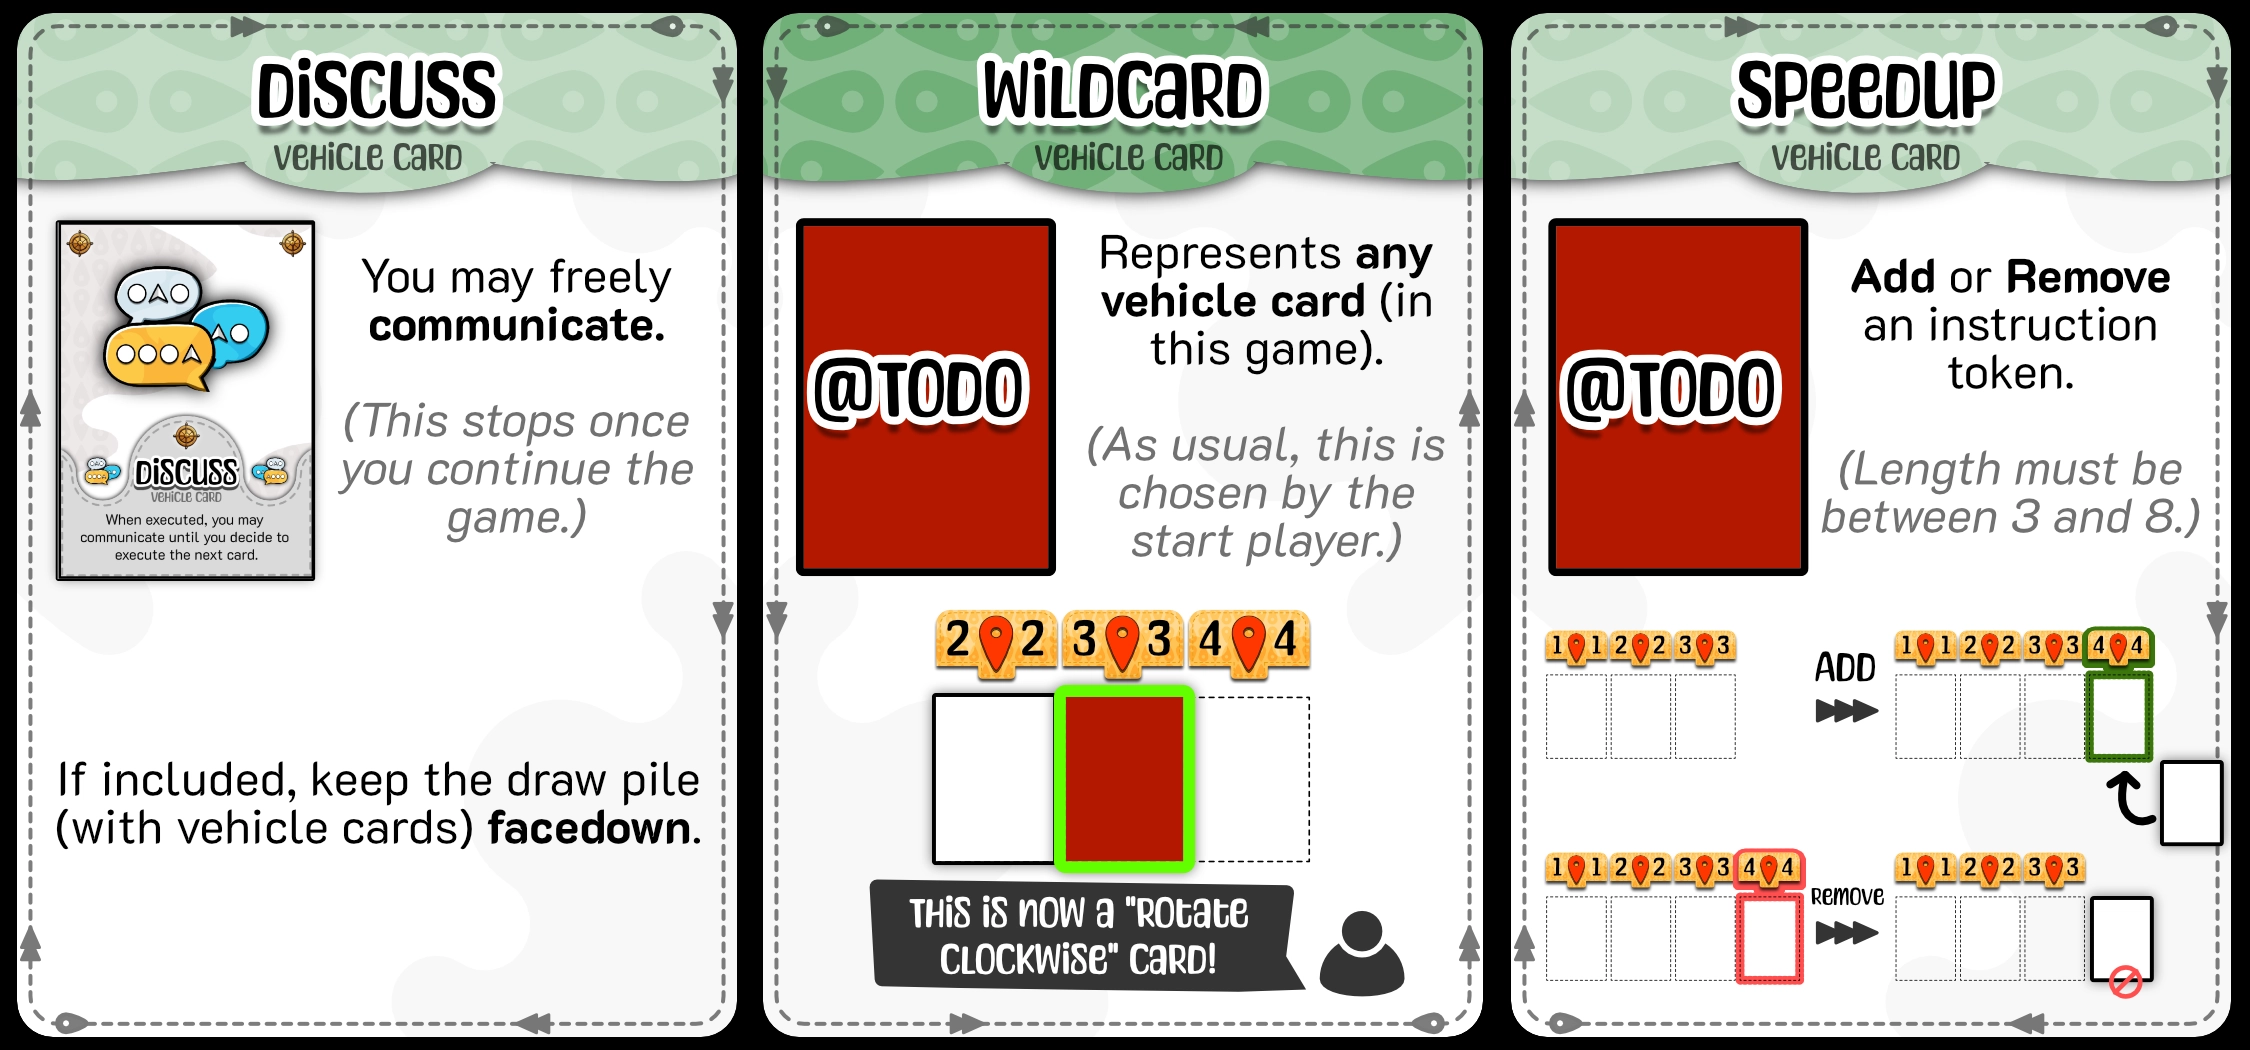 DiSCUSS
VEHiCLE CARD
DiSCUSS
VEHiCLE CARD
When executed, you may
communicate until you decide to
execute the next card.
You may freely
communicate.
(This stops once
you continue the
game.)
If included, keep the draw pile
(with vehicle cards) facedown.
WiLDCARD
VEHiCLE CARD
@TODO
Represents any
vehicle card (in
this game).
(As usual, this is
chosen by the
start player.)
2 2 3 3 4 4
THiS iS NOW A "ROTATE
CLOCKWiSE" CARD!
SPEEDUP
VEHiCLE CARD
@TODO
Add or Remove
an instruction
token.
(Length must be
between 3 and 8.)
1 1 2 2 3 3
ADD
1 1 2 2 3 3 4 4
1 1 2 2 3 3 4 4
REMOVE
1 1 2 2 3 3